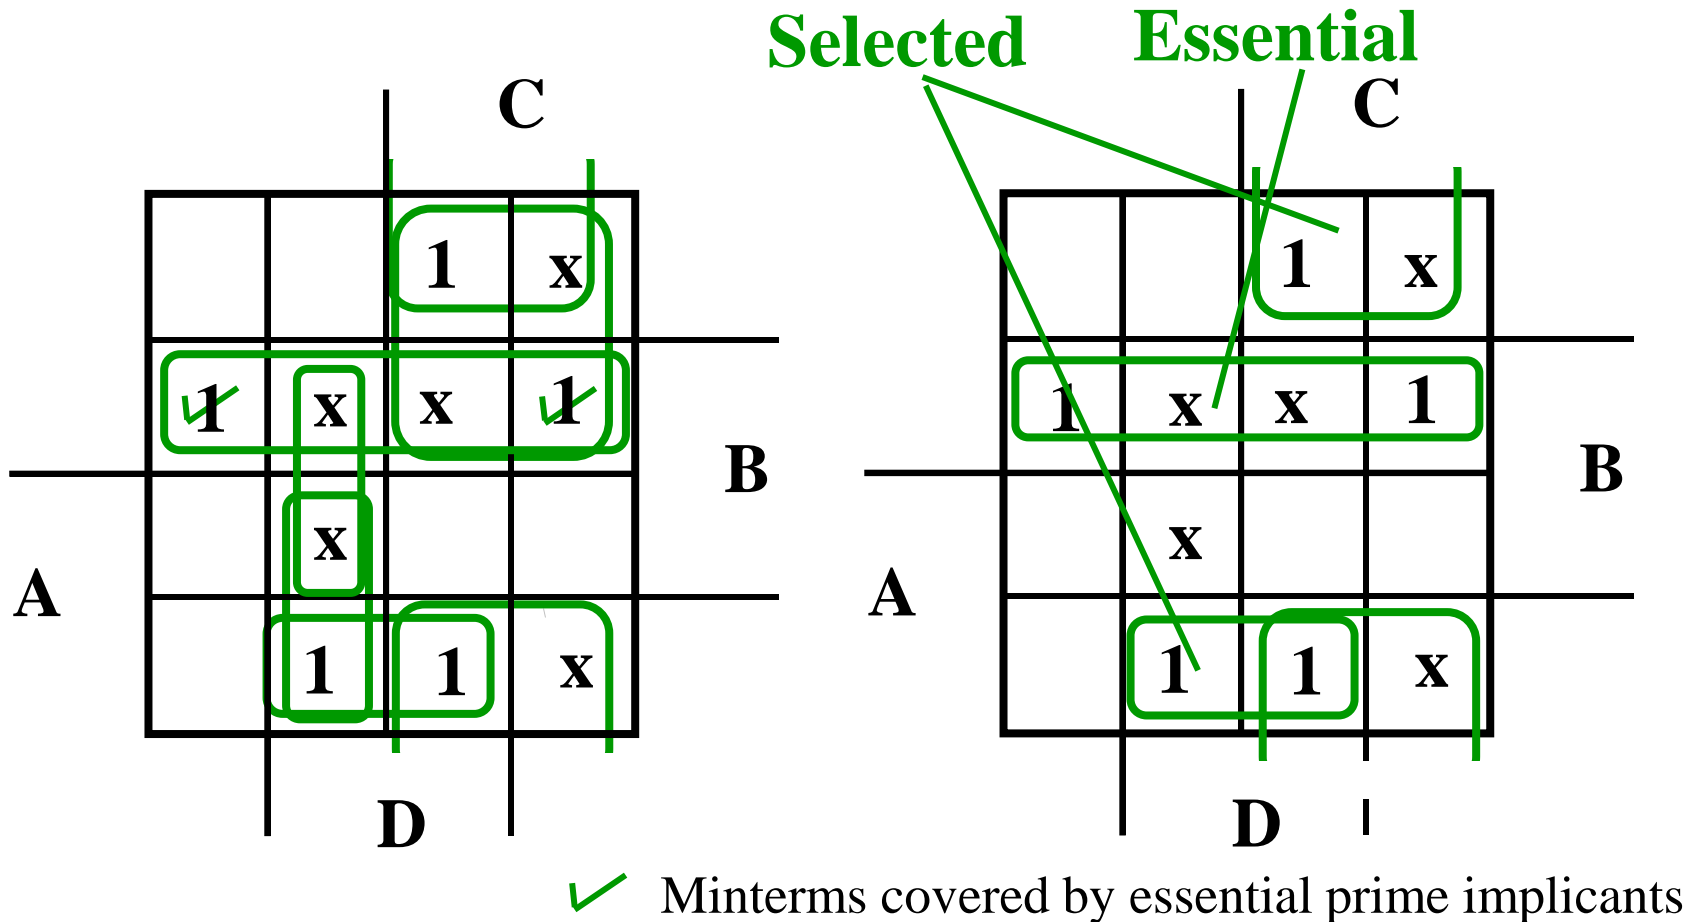 Selected Essential
C C
1 x 1 x
1 x x 1 1 x x 1
B B
x x
A A
1 1 x 1 1 x
D D
Minterms covered by essential prime implicants